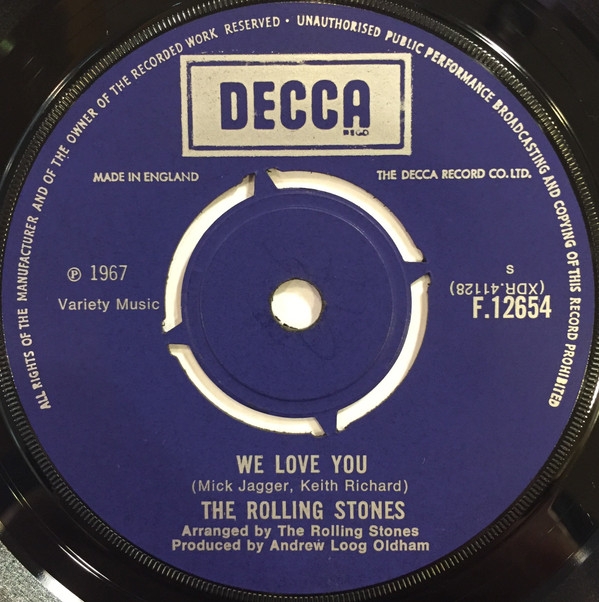 ALL RIGHTS OF THE MANUFACTURER AND OF THE OWNER OF THE RECORDED WORK RESERVED • UNAUTHORISED PUBLIC PERFORMANCE BROADCASTING AND COPYING OF THIS RECORD PROHIBITED
DECCA
REGD
MADE IN ENGLAND
THE DECCA RECORD CO. LTD.
℗ 1967
Variety Music
S
(XDR.41128)
F.12654
WE LOVE YOU
(Mick Jagger, Keith Richard)
THE ROLLING STONES
Arranged by The Rolling Stones
Produced by Andrew Loog Oldham